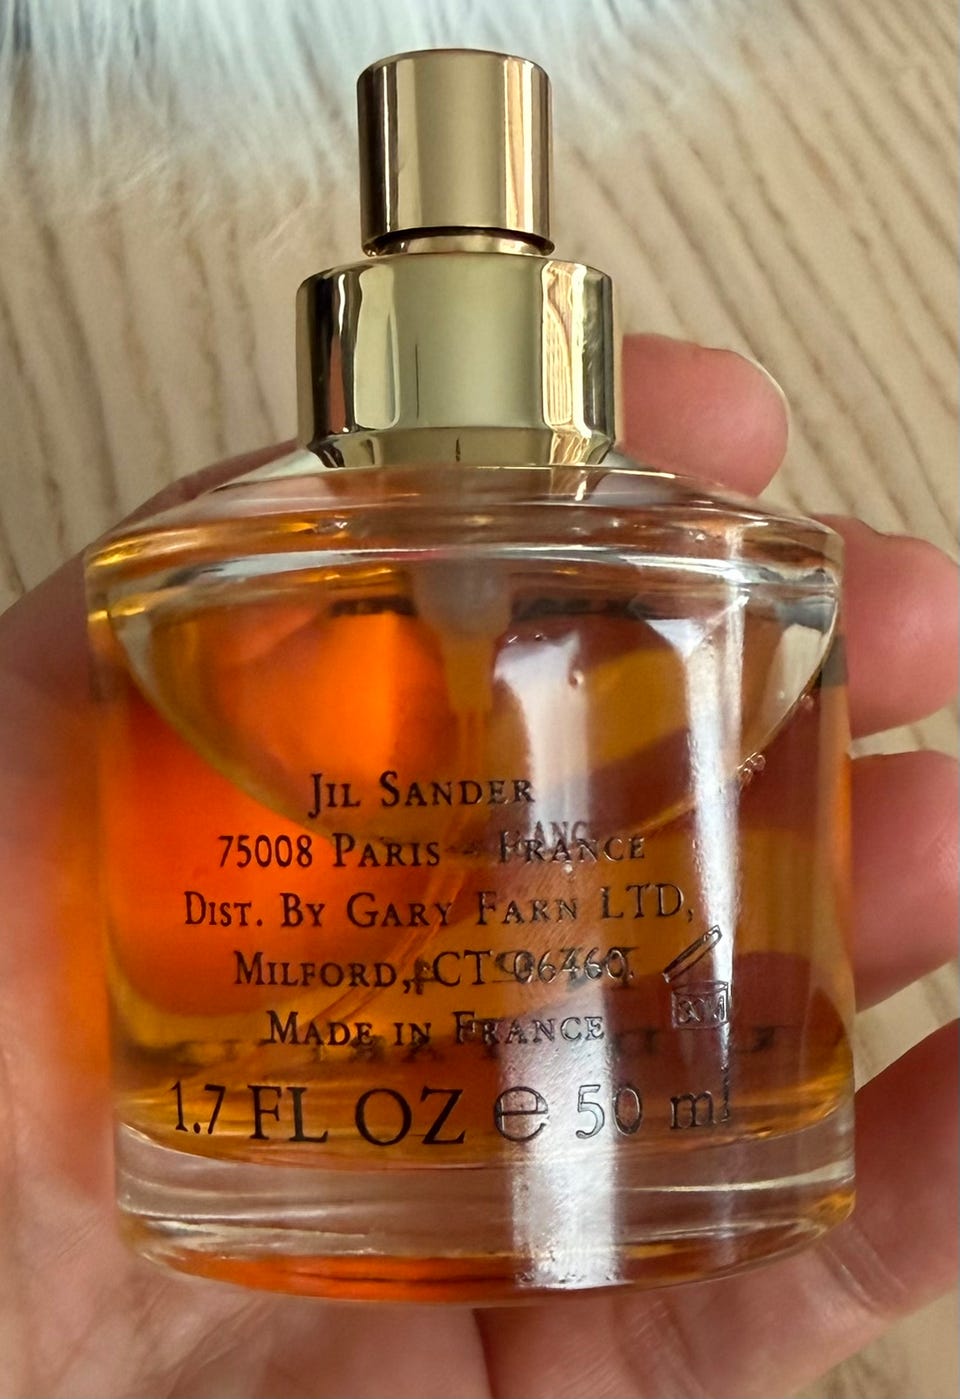 Jil Sander
75008 Paris - France
Dist. By Gary Farn LTD,
Milford, CT 06460.
Made in France
1.7 FL OZ ℮ 50 ml